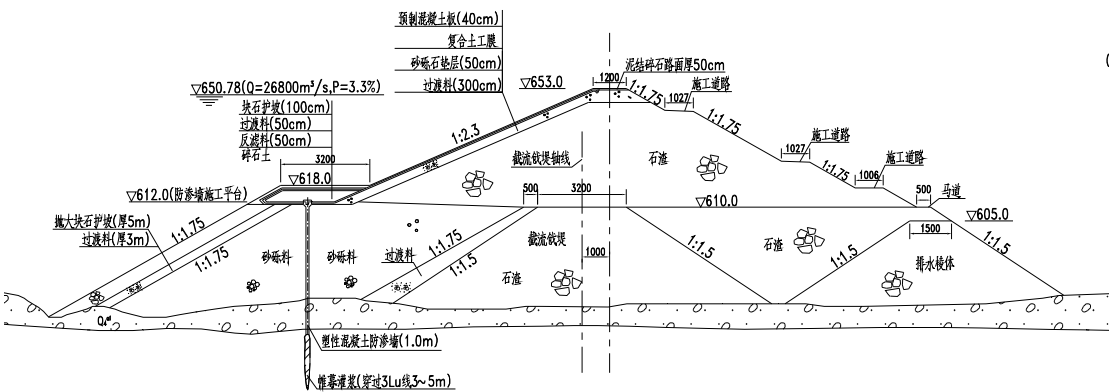 预制混凝土板(40cm)
复合土工膜
砂砾石垫层(50cm)
过渡料(300cm)
▽653.0
1200
泥结碎石路面厚50cm
1:1.75
1027
施工道路
▽650.78(Q=26800m³/s,P=3.3%)
块石护坡(100cm)
过渡料(50cm)
反滤料(50cm)
碎石土
3200
1:2.3
1:1.75
1027
施工道路
1:1.75
施工道路
1006
▽618.0
▽612.0(防渗墙施工平台)
截流戗堤轴线
石渣
500
3200
▽610.0
500
马道
▽605.0
1500
抛大块石护坡(厚5m)
过渡料(厚3m)
1:1.75
1:1.75
砂砾料
砂砾料
过渡料
1:1.75
1:1.5
截流戗堤
石渣
1000
1:1.5
石渣
1:1.5
排水棱体
1:1.5
Q₄ᵃˡ
塑性混凝土防渗墙(1.0m)
帷幕灌浆(穿过3Lu线3~5m)